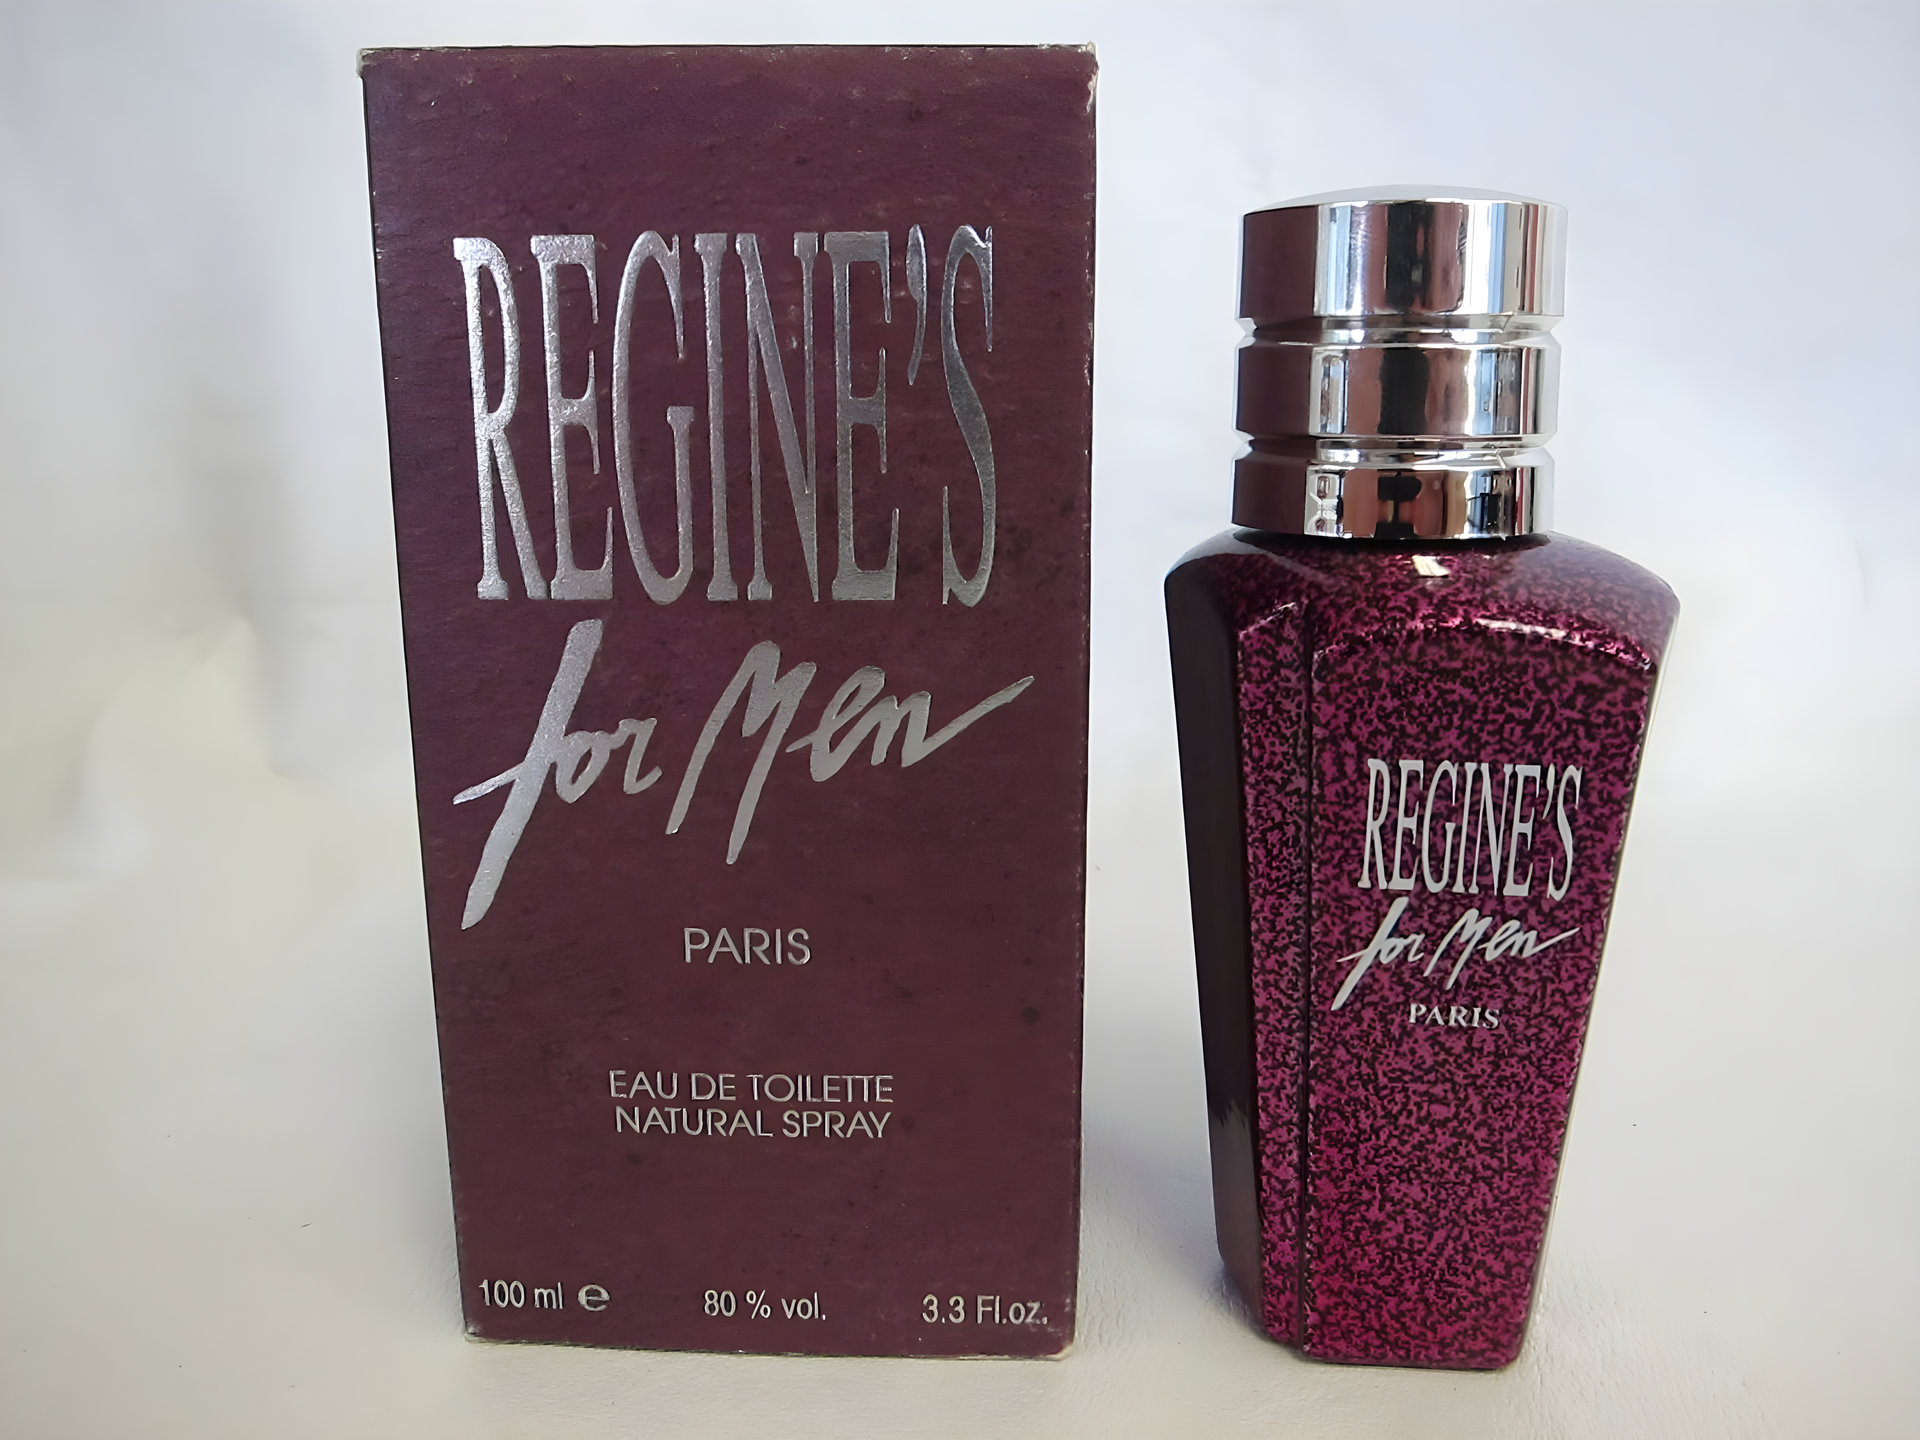 REGINE'S
for Men
PARIS
EAU DE TOILETTE
NATURAL SPRAY
100 ml ℮ 80 % vol. 3.3 Fl.oz.
REGINE'S
for Men
PARIS